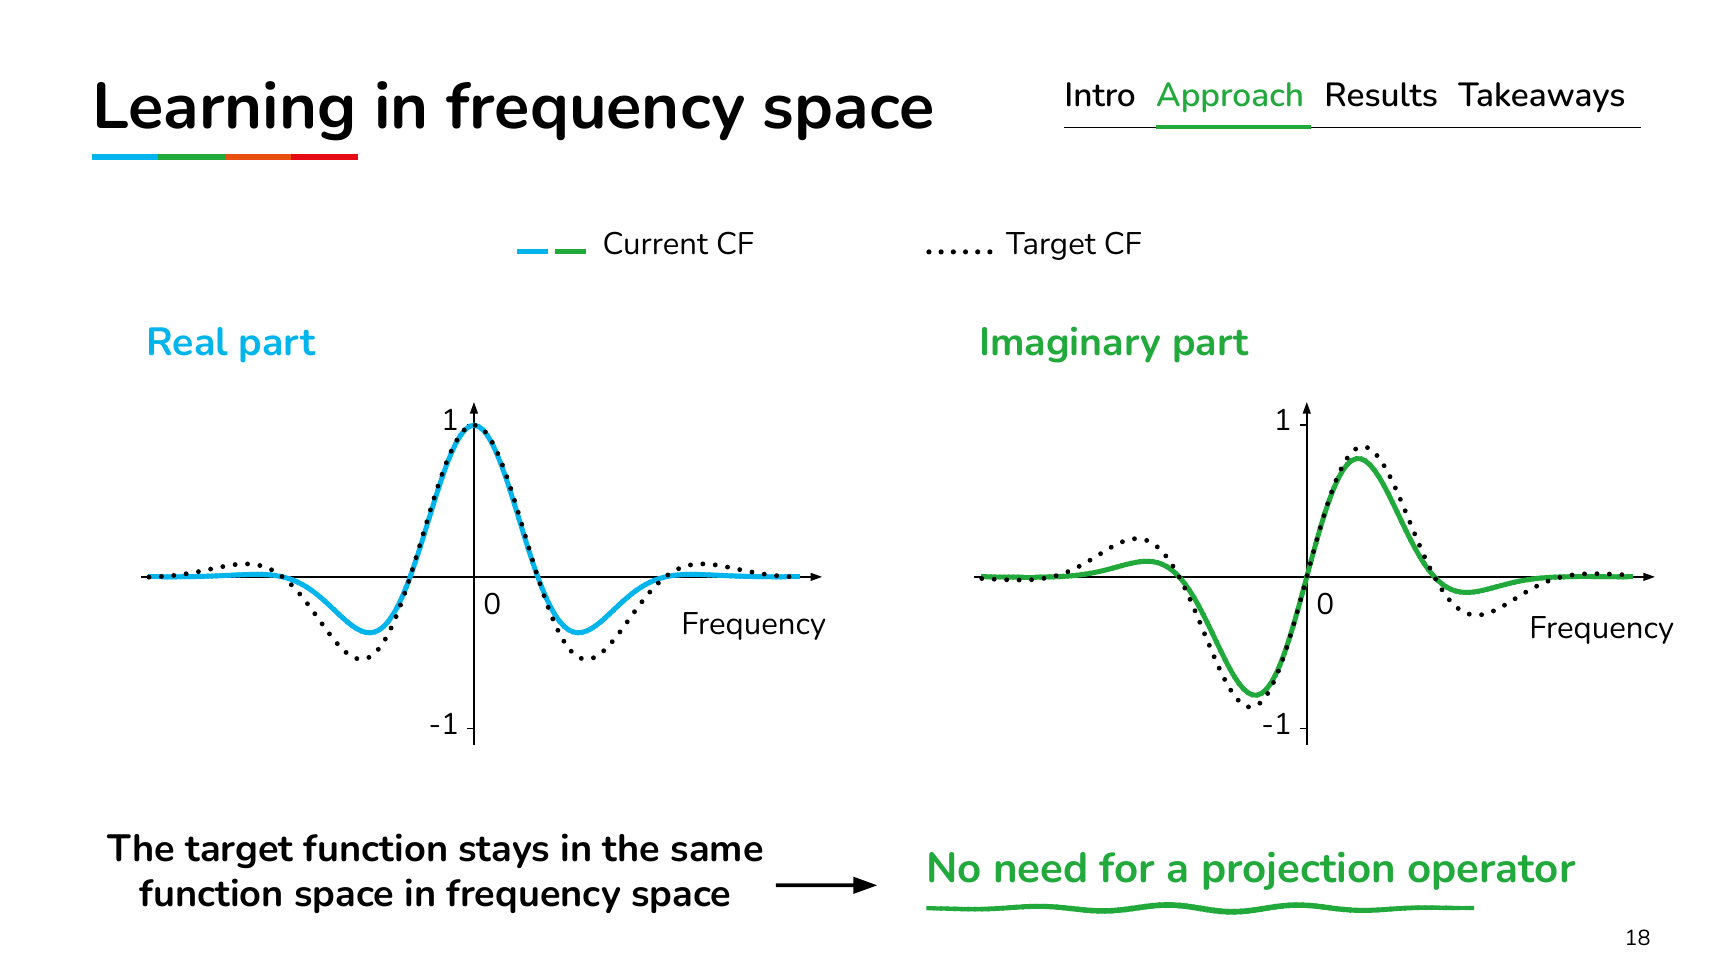 Learning in frequency space
Intro Approach Results Takeaways
Current CF
Target CF
Real part
Imaginary part
1
0
Frequency
-1
1
0
Frequency
-1
The target function stays in the same
function space in frequency space
No need for a projection operator
18